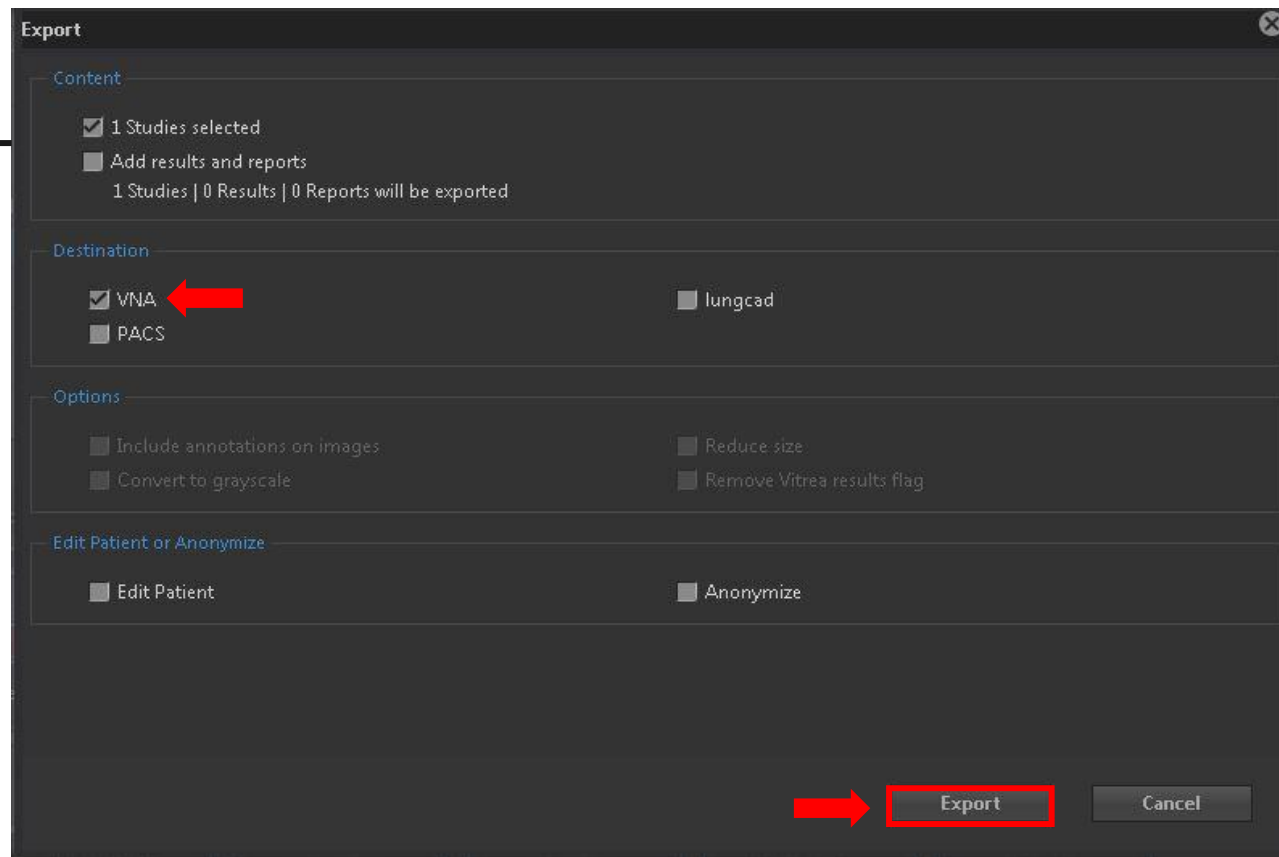 Export
Content
1 Studies selected
Add results and reports
1 Studies | 0 Results | 0 Reports will be exported
Destination
VNA
lungcad
PACS
Options
Include annotations on images
Reduce size
Convert to grayscale
Remove Vitrea results flag
Edit Patient or Anonymize
Edit Patient
Anonymize
Export
Cancel